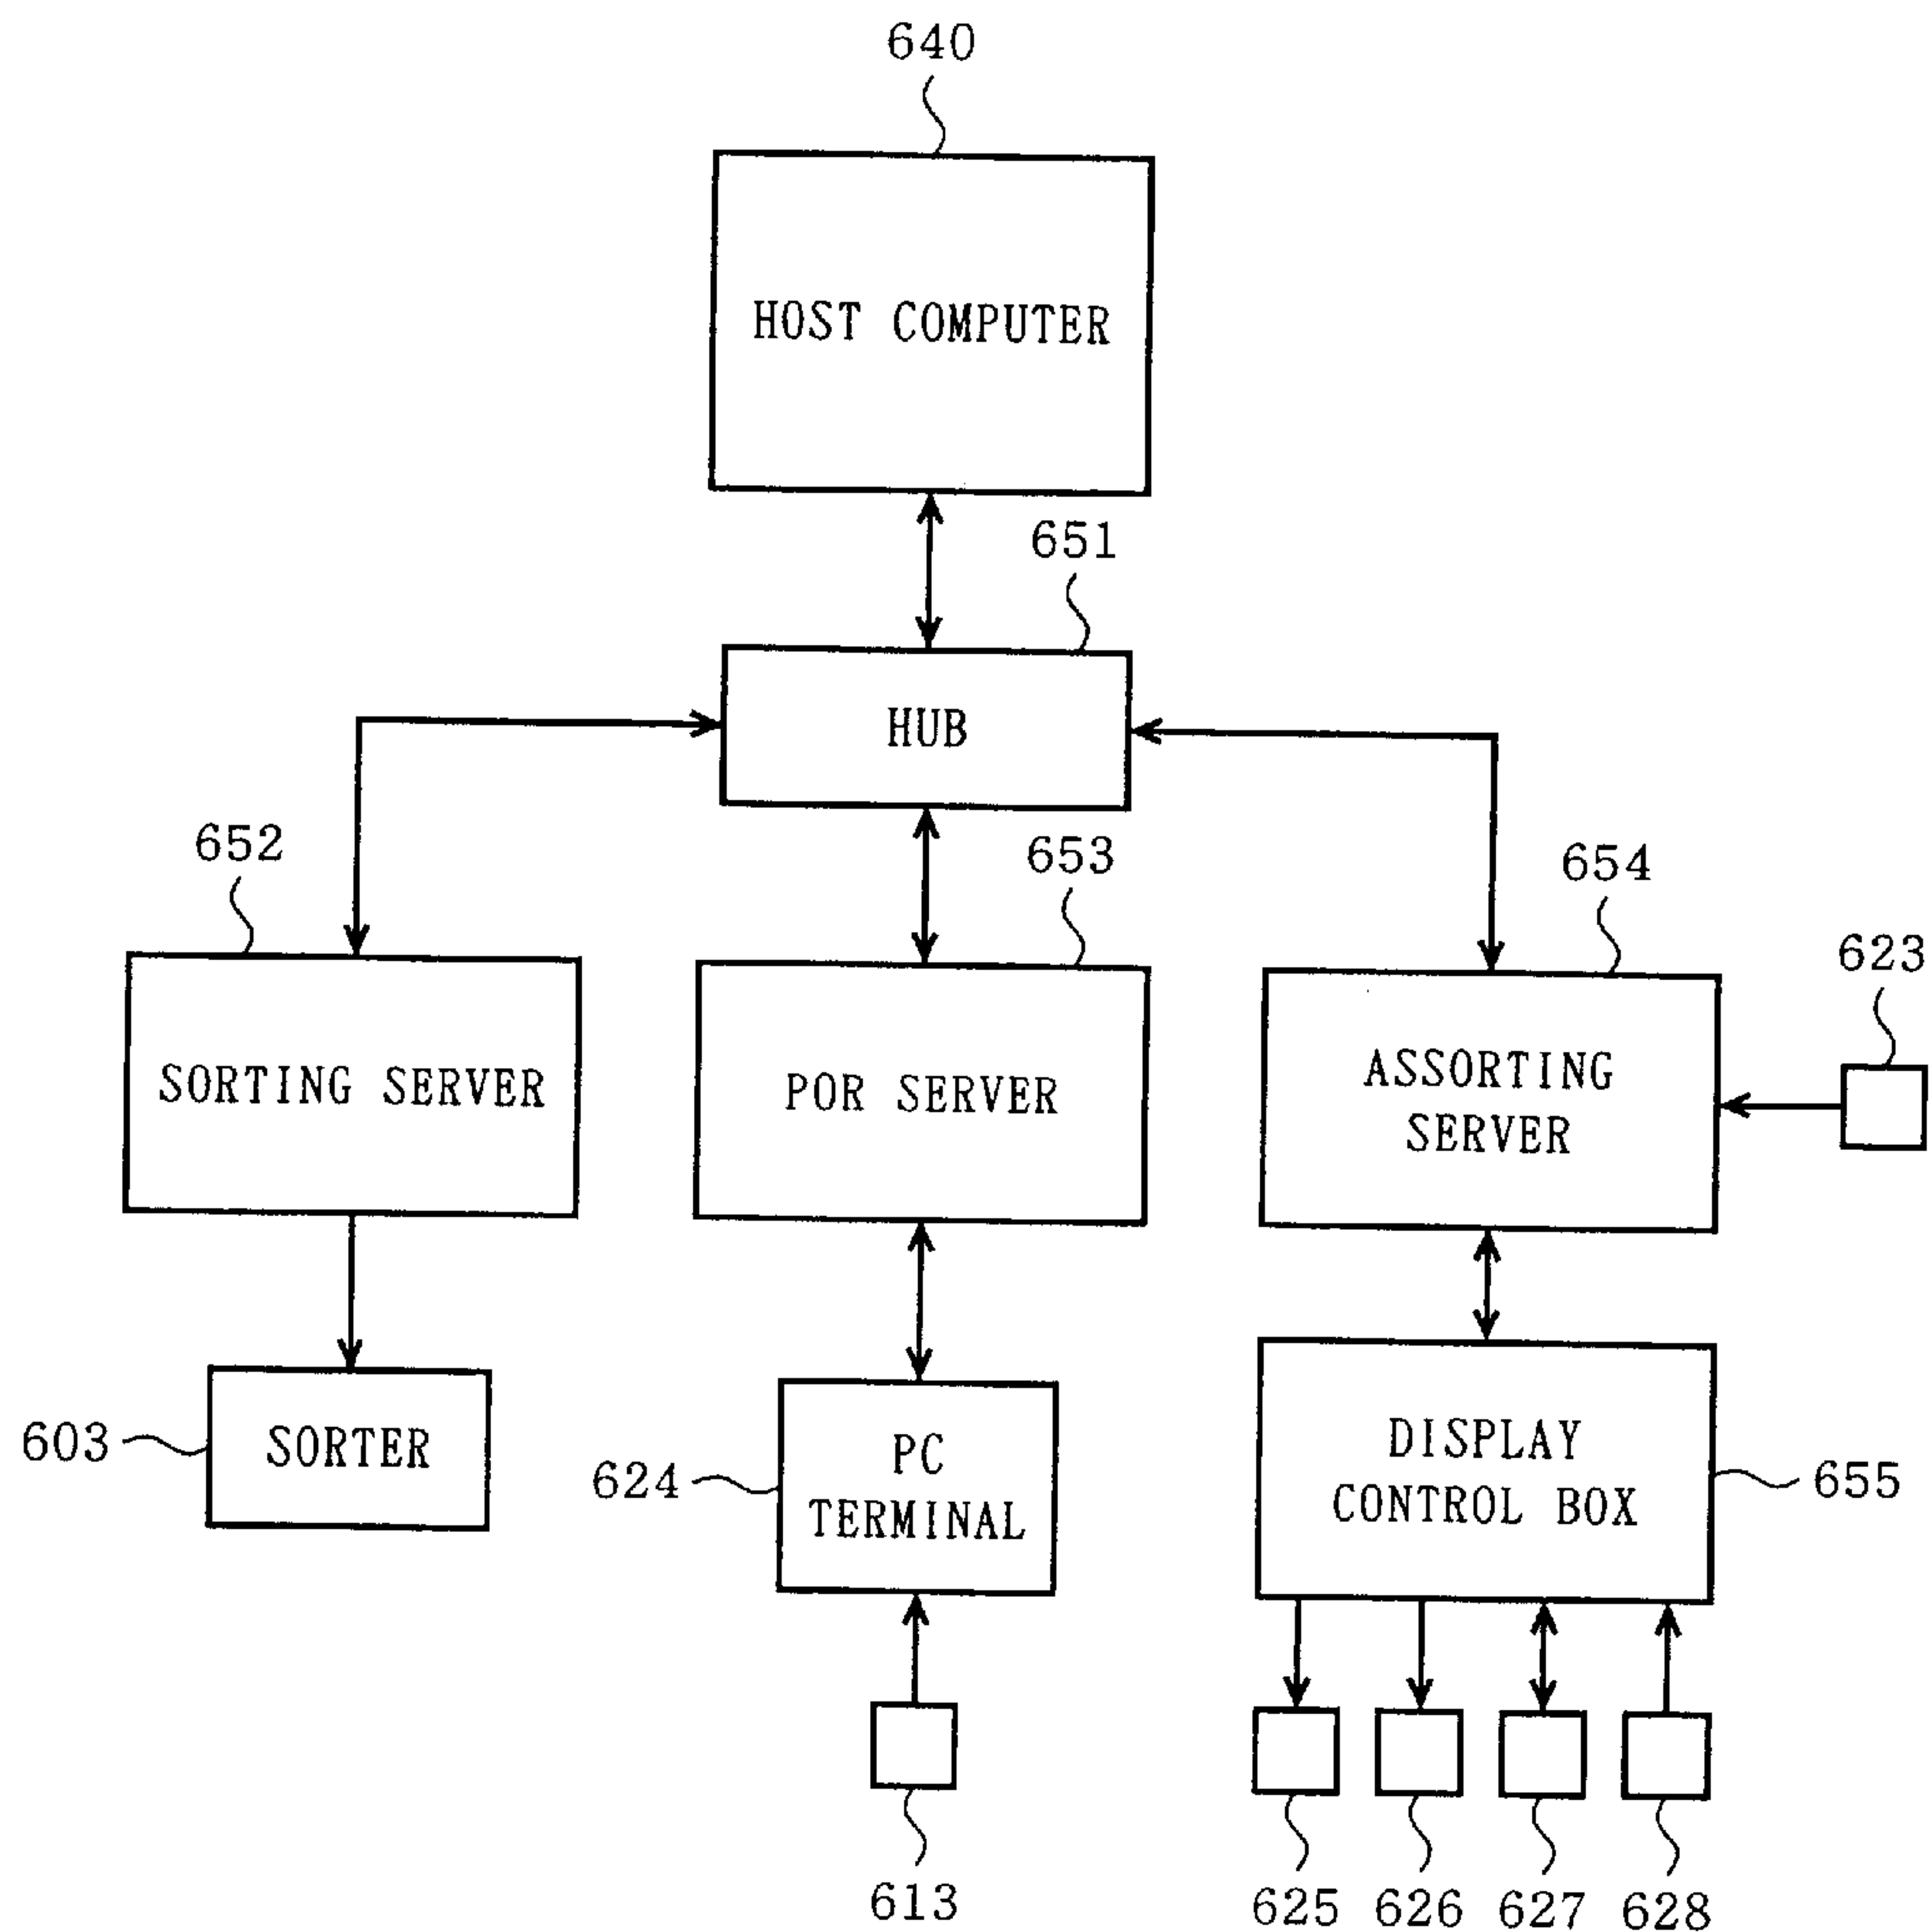 640
HOST COMPUTER
651
HUB
652
653
654
623
SORTING SERVER
POR SERVER
ASSORTING
SERVER
603
SORTER
624
PC
TERMINAL
DISPLAY
CONTROL BOX
655
613
625
626
627
628